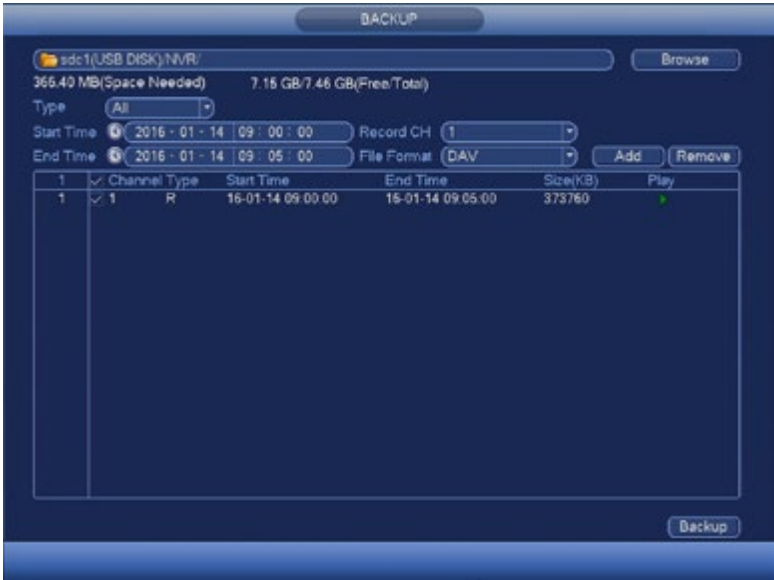 BACKUP
sdc1(USB DISK)/NVR/ Browse
366.40 MB(Space Needed) 7.15 GB/7.46 GB(Free/Total)
Type All
Start Time 2016 - 01 - 14 09 : 00 : 00 Record CH 1
End Time 2016 - 01 - 14 09 : 05 : 00 File Format DAV Add Remove
1 Channel Type Start Time End Time Size(KB) Play
1 1 R 16-01-14 09:00:00 16-01-14 09:05:00 373760
Backup